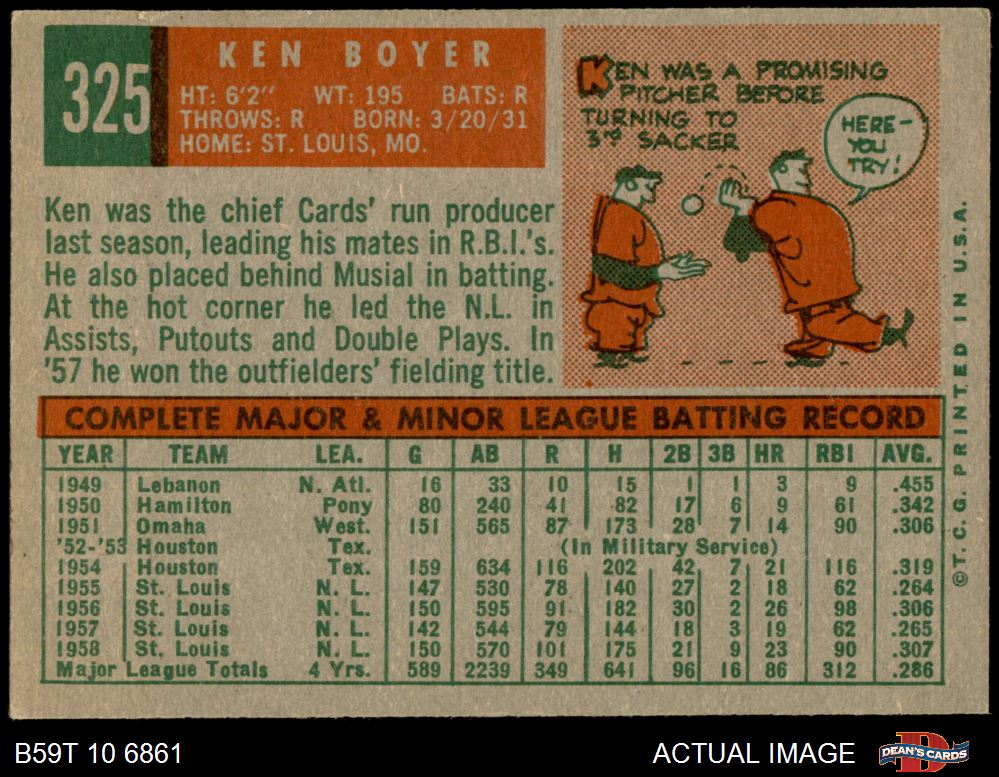 325
KEN BOYER
HT: 6'2" WT: 195 BATS: R
THROWS: R BORN: 3/20/31
HOME: ST. LOUIS, MO.
KEN WAS A PROMISING
PITCHER BEFORE
TURNING TO
3rd SACKER
HERE-
YOU
TRY!
Ken was the chief Cards' run producer
last season, leading his mates in R.B.I.'s.
He also placed behind Musial in batting.
At the hot corner he led the N.L. in
Assists, Putouts and Double Plays. In
'57 he won the outfielders' fielding title.
COMPLETE MAJOR & MINOR LEAGUE BATTING RECORD
YEAR TEAM LEA. G AB R H 2B 3B HR RBI AVG.
1949 Lebanon N. Atl. 16 33 10 15 1 1 3 9 .455
1950 Hamilton Pony 80 240 41 82 17 6 9 61 .342
1951 Omaha West. 151 565 87 173 28 7 14 90 .306
'52-'53 Houston Tex. (In Military Service)
1954 Houston Tex. 159 634 116 202 42 7 21 116 .319
1955 St. Louis N. L. 147 530 78 140 27 2 18 62 .264
1956 St. Louis N. L. 150 595 91 182 30 2 26 98 .306
1957 St. Louis N. L. 142 544 79 144 18 3 19 62 .265
1958 St. Louis N. L. 150 570 101 175 21 9 23 90 .307
Major League Totals 4 Yrs. 589 2239 349 641 96 16 86 312 .286
© T. C. G. PRINTED IN U.S.A.
B59T 10 6861
ACTUAL IMAGE
D
DEAN'S CARDS